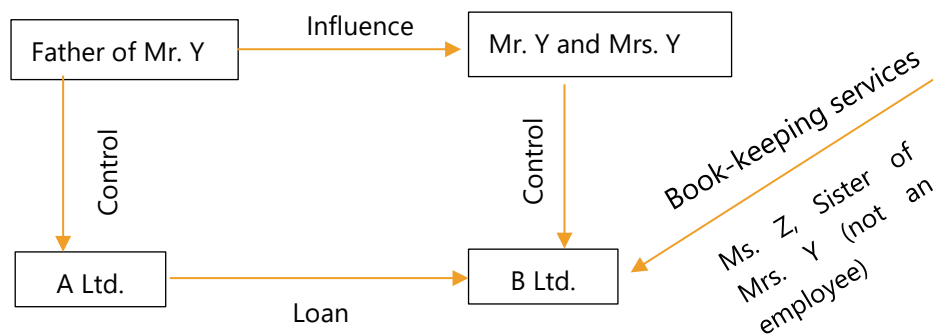 Influence
Father of Mr. Y
Mr. Y and Mrs. Y
Control
Control
Book-keeping services
Ms. Z, Sister of
Mrs. Y (not an
employee)
A Ltd.
B Ltd.
Loan